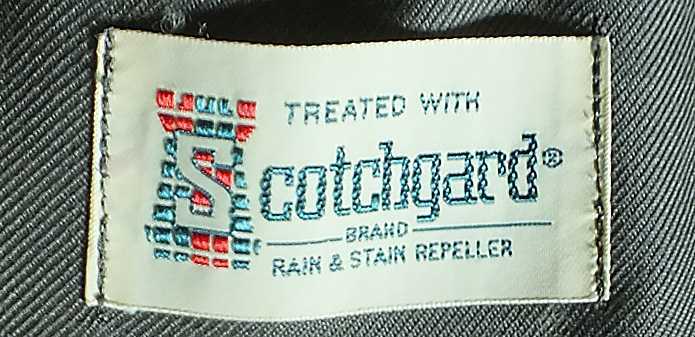 TREATED WITH
Scotchgard®
BRAND
RAIN & STAIN REPELLER